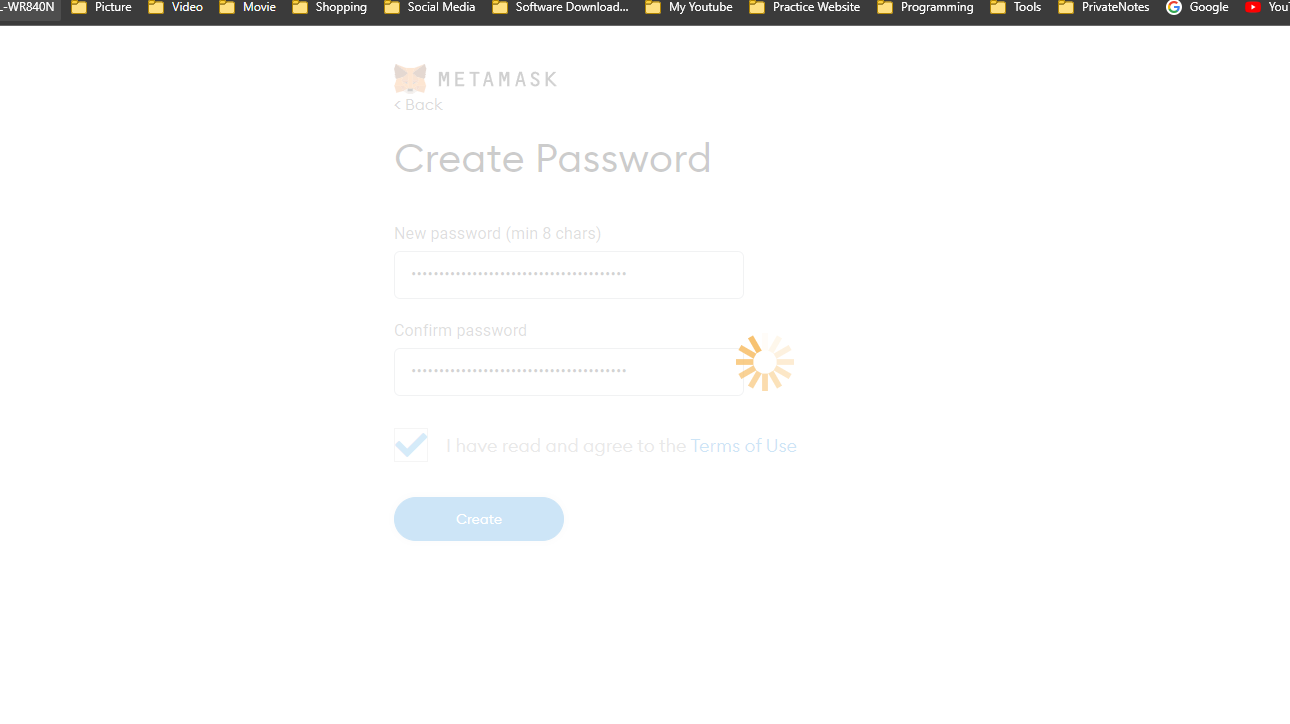 L-WR840N Picture Video Movie Shopping Social Media Software Download... My Youtube Practice Website Programming Tools PrivateNotes Google You
METAMASK
< Back
Create Password
New password (min 8 chars)
•••••••••••••••••••••••••••••••••••••••
Confirm password
•••••••••••••••••••••••••••••••••••••••
I have read and agree to the Terms of Use
Create